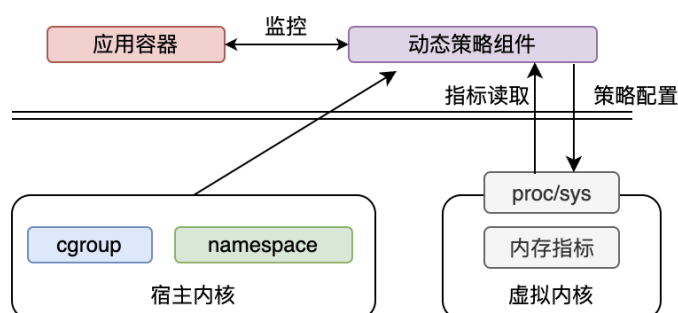 监控
应用容器
动态策略组件
指标读取
策略配置
proc/sys
cgroup
namespace
内存指标
宿主内核
虚拟内核